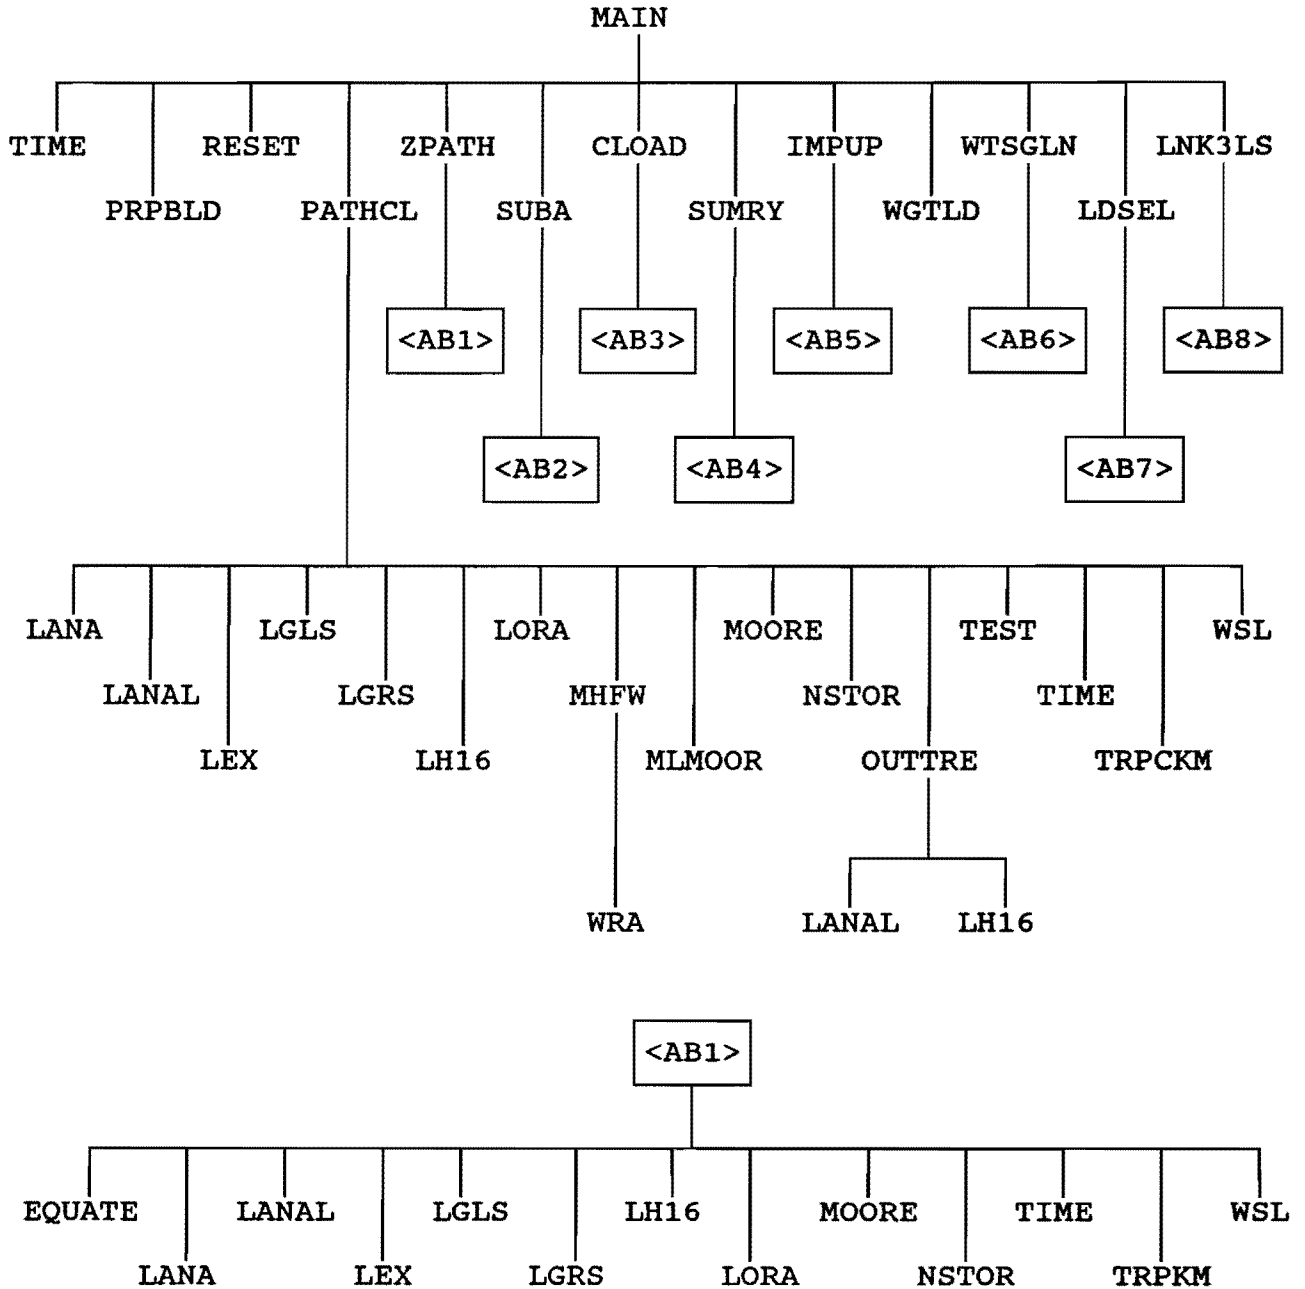 MAIN
TIME RESET ZPATH CLOAD IMPUP WTSGLN LNK3LS
PRPBLD PATHCL SUBA SUMRY WGTLD LDSEL
<AB1> <AB3> <AB5> <AB6> <AB8>
<AB2> <AB4> <AB7>
LANA LGLS LORA MOORE TEST WSL
LANAL LGRS MHFW NSTOR TIME
LEX LH16 MLMOOR OUTTRE TRPCKM
WRA LANAL LH16
<AB1>
EQUATE LANAL LGLS LH16 MOORE TIME WSL
LANA LEX LGRS LORA NSTOR TRPKM